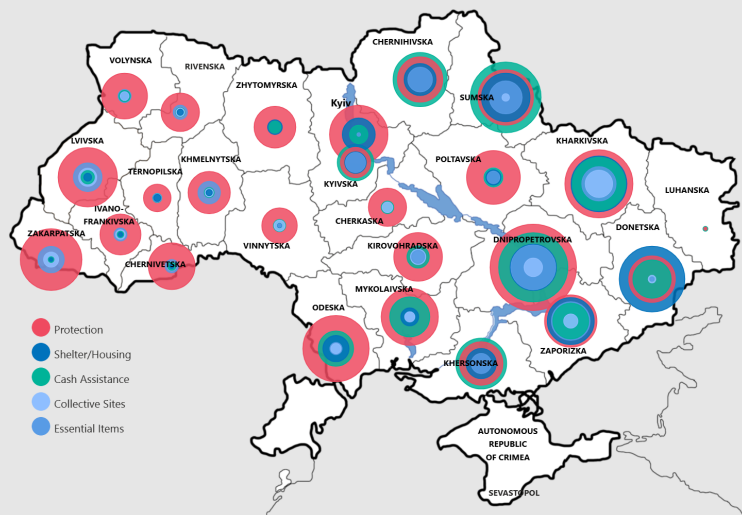 CHERNIHIVSKA
VOLYNSKA
RIVENSKA
ZHYTOMYRSKA
SUMSKA
Kyiv
LVIVSKA
KHARKIVSKA
KHMELNYTSKA
POLTAVSKA
TERNOPILSKA
KYIVSKA
LUHANSKA
IVANO-
FRANKIVSKA
CHERKASKA
DONETSKA
ZAKARPATSKA
VINNYTSKA
KIROVOHRADSKA
DNIPROPETROVSKA
CHERNIVETSKA
MYKOLAIVSKA
ODESKA
ZAPORIZKA
KHERSONSKA
Protection
Shelter/Housing
Cash Assistance
Collective Sites
Essential Items
AUTONOMOUS
REPUBLIC
OF CRIMEA
SEVASTOPOL